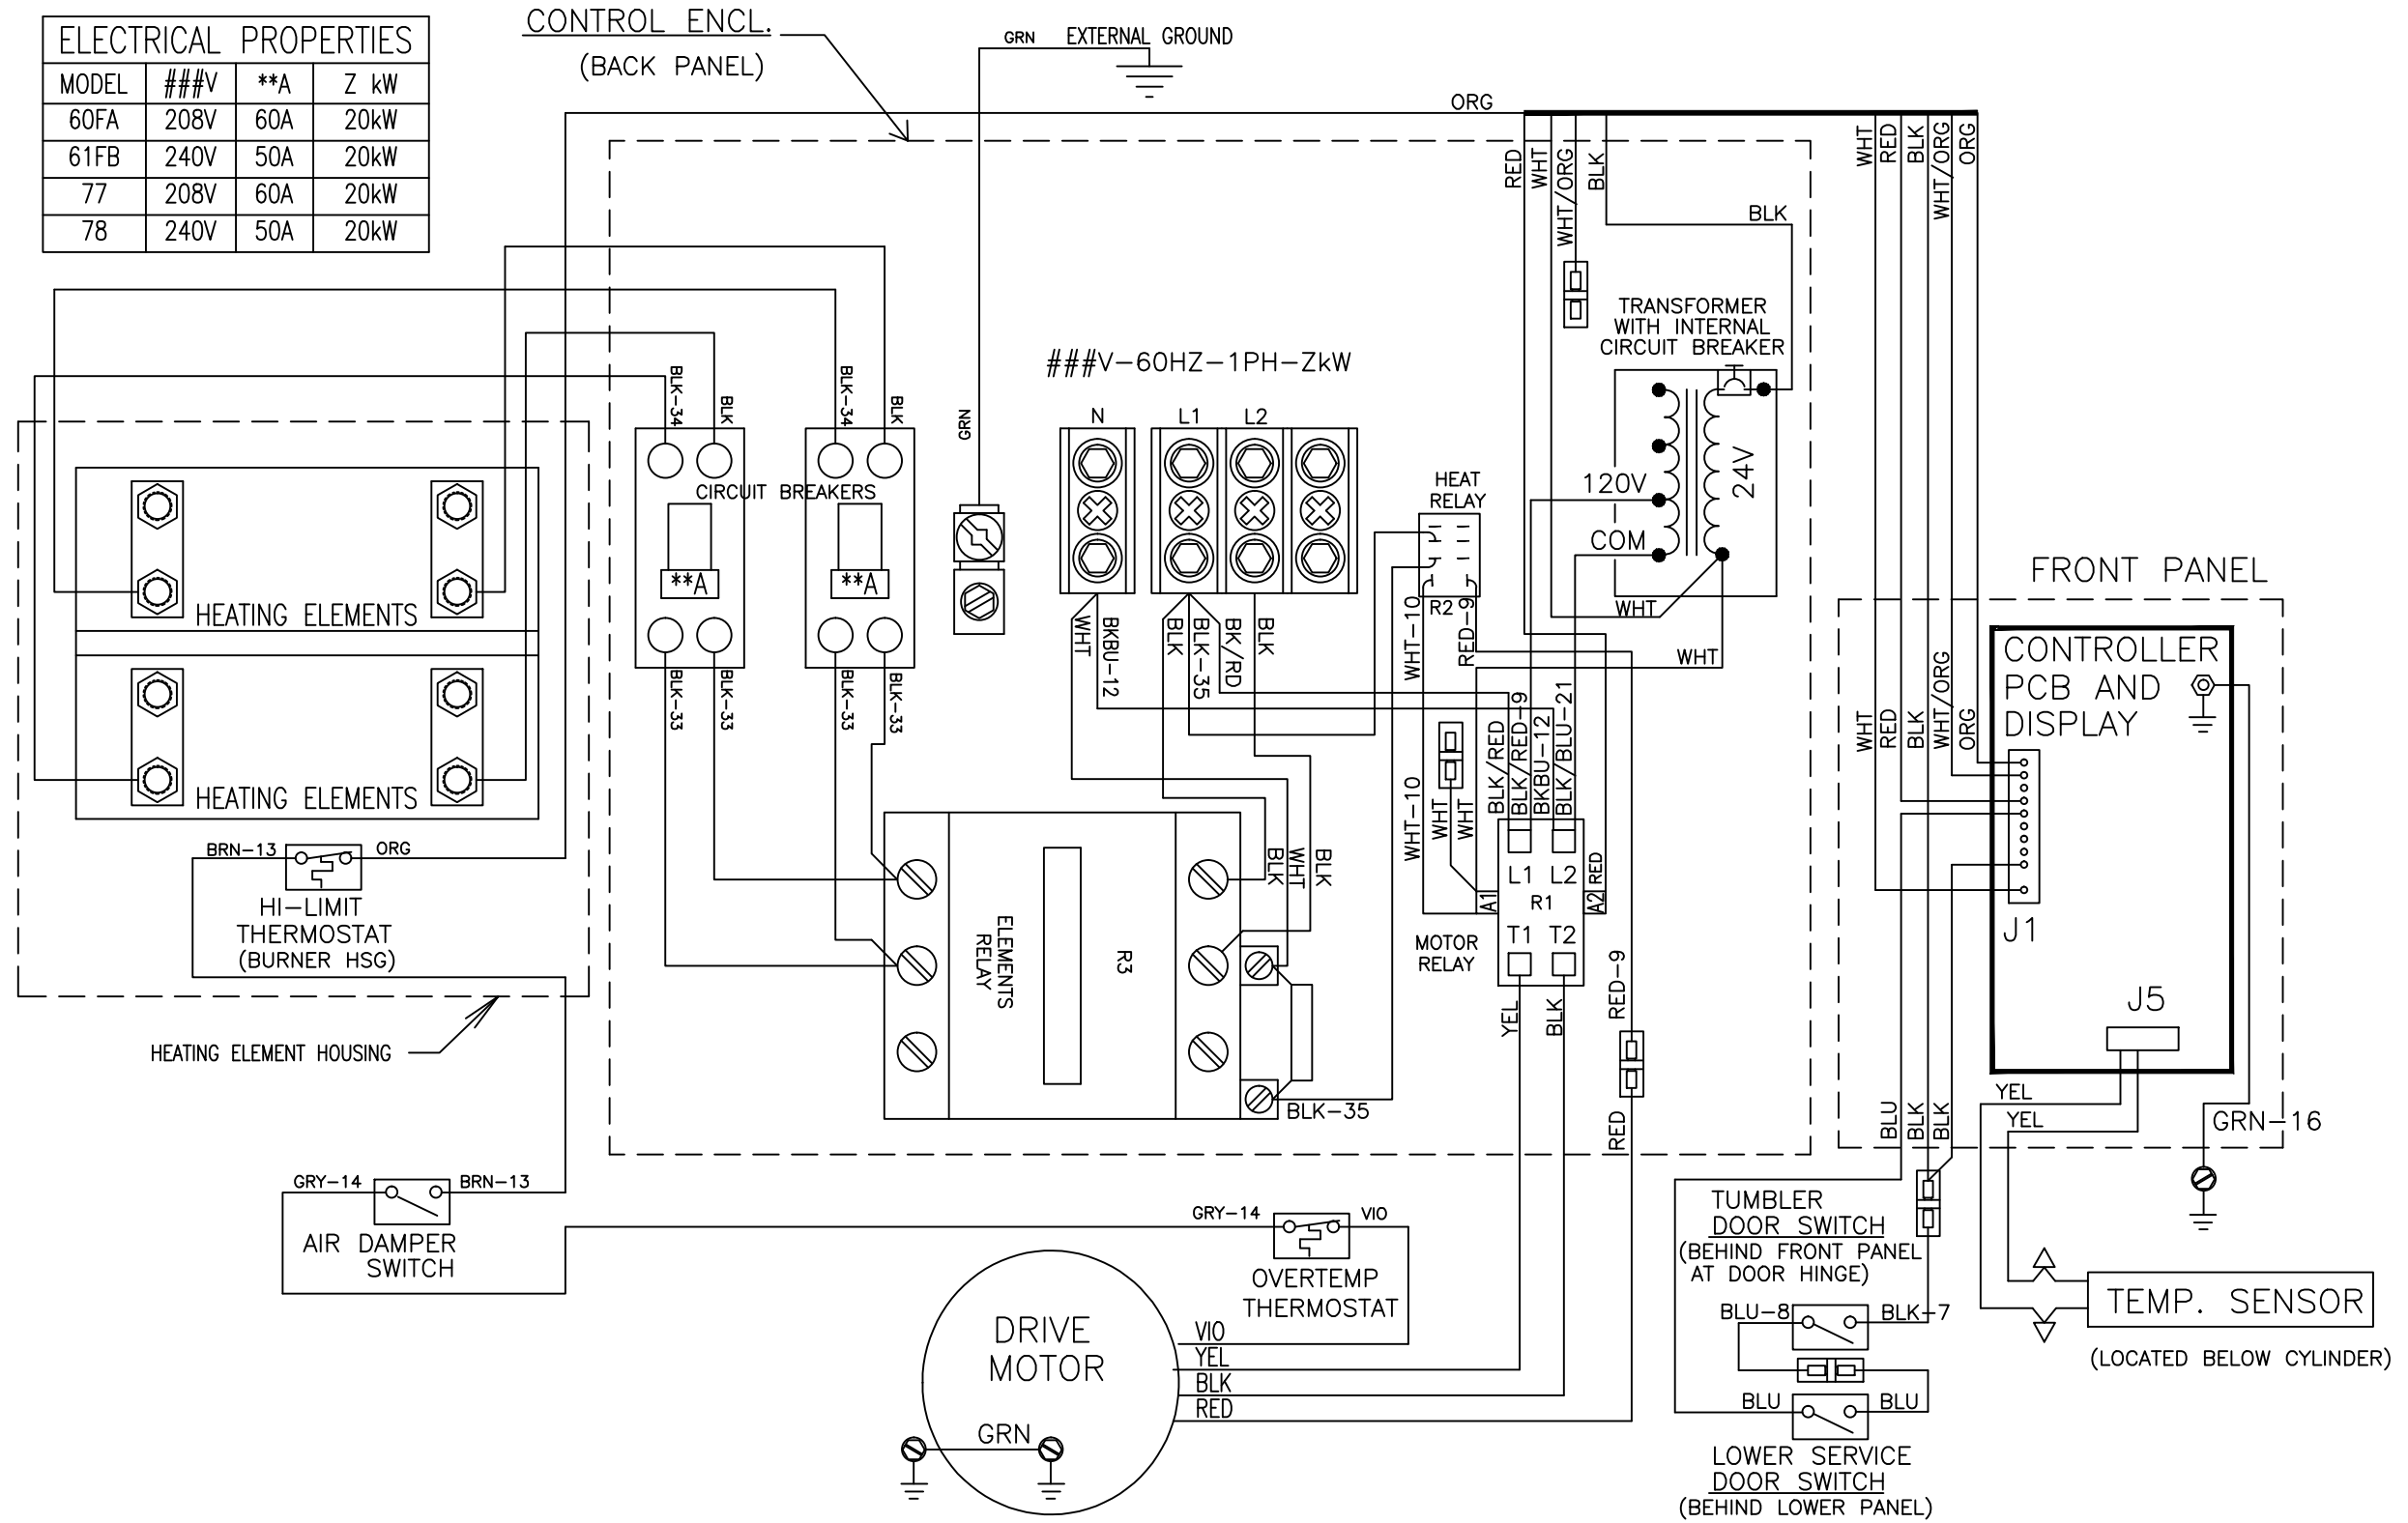 ELECTRICAL PROPERTIES
MODEL ###V **A Z kW
60FA 208V 60A 20kW
61FB 240V 50A 20kW
77 208V 60A 20kW
78 240V 50A 20kW
CONTROL ENCL.
(BACK PANEL)
GRN EXTERNAL GROUND
ORG
RED
WHT
WHT/ORG
BLK
BLK
WHT
RED
BLK
WHT/ORG
ORG
TRANSFORMER
WITH INTERNAL
CIRCUIT BREAKER
120V
COM
24V
WHT
WHT
###V-60HZ-1PH-ZkW
N
L1
L2
GRN
BLK-34
BLK
BLK-34
BLK
CIRCUIT BREAKERS
**A
**A
BLK-33
BLK-33
BLK-33
BLK-33
HEATING ELEMENTS
HEATING ELEMENTS
BRN-13
ORG
HI-LIMIT
THERMOSTAT
(BURNER HSG)
HEATING ELEMENT HOUSING
HEAT
RELAY
R2
WHT-10
RED-9
WHT
BKBU-12
BLK
BLK-35
BK/RD
BLK
WHT-10
WHT
WHT
BLK/RED
BLK/RED-9
BKBU-12
BLK/BLU-21
L1 L2
R1
A1
A2
RED
T1 T2
MOTOR
RELAY
YEL
BLK
RED-9
RED
ELEMENTS
RELAY
R3
BLK
WHT
BLK
BLK-35
FRONT PANEL
CONTROLLER
PCB AND
DISPLAY
WHT
RED
BLK
WHT/ORG
ORG
J1
J5
YEL
YEL
GRN-16
BLU
BLK
BLK
GRY-14
BRN-13
AIR DAMPER
SWITCH
GRY-14
VIO
OVERTEMP
THERMOSTAT
DRIVE
MOTOR
VIO
YEL
BLK
RED
GRN
TUMBLER
DOOR SWITCH
(BEHIND FRONT PANEL
AT DOOR HINGE)
BLU-8
BLK-7
BLU
BLU
LOWER SERVICE
DOOR SWITCH
(BEHIND LOWER PANEL)
TEMP. SENSOR
(LOCATED BELOW CYLINDER)